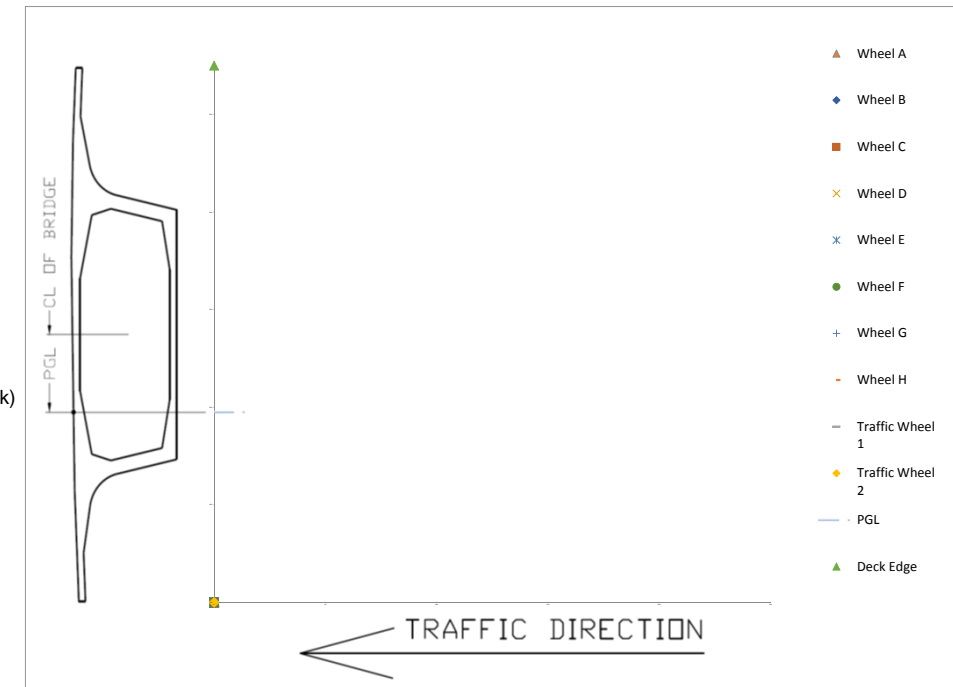 Wheel A
Wheel B
Wheel C
Wheel D
Wheel E
Wheel F
Wheel G
Wheel H
Traffic Wheel
1
Traffic Wheel
2
PGL
Deck Edge
CL OF BRIDGE
PGL
k)
TRAFFIC DIRECTION